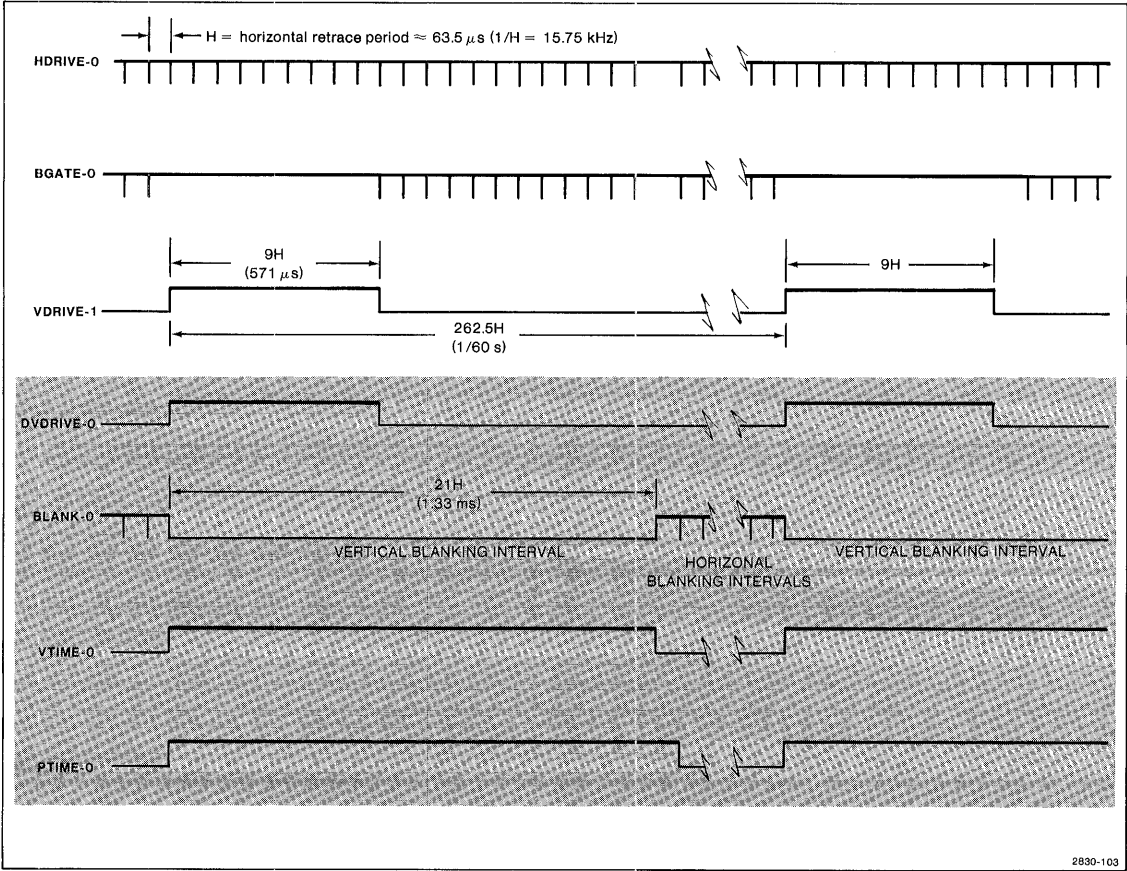 H = horizontal retrace period ≈ 63.5 μs (1/H = 15.75 kHz)
HDRIVE-0
BGATE-0
9H
(571 μs)
9H
VDRIVE-1
262.5H
(1/60 s)
DVDRIVE-0
21H
(1.33 ms)
BLANK-0
VERTICAL BLANKING INTERVAL
HORIZONAL
BLANKING INTERVALS
VERTICAL BLANKING INTERVAL
VTIME-0
PTIME-0
2830-103